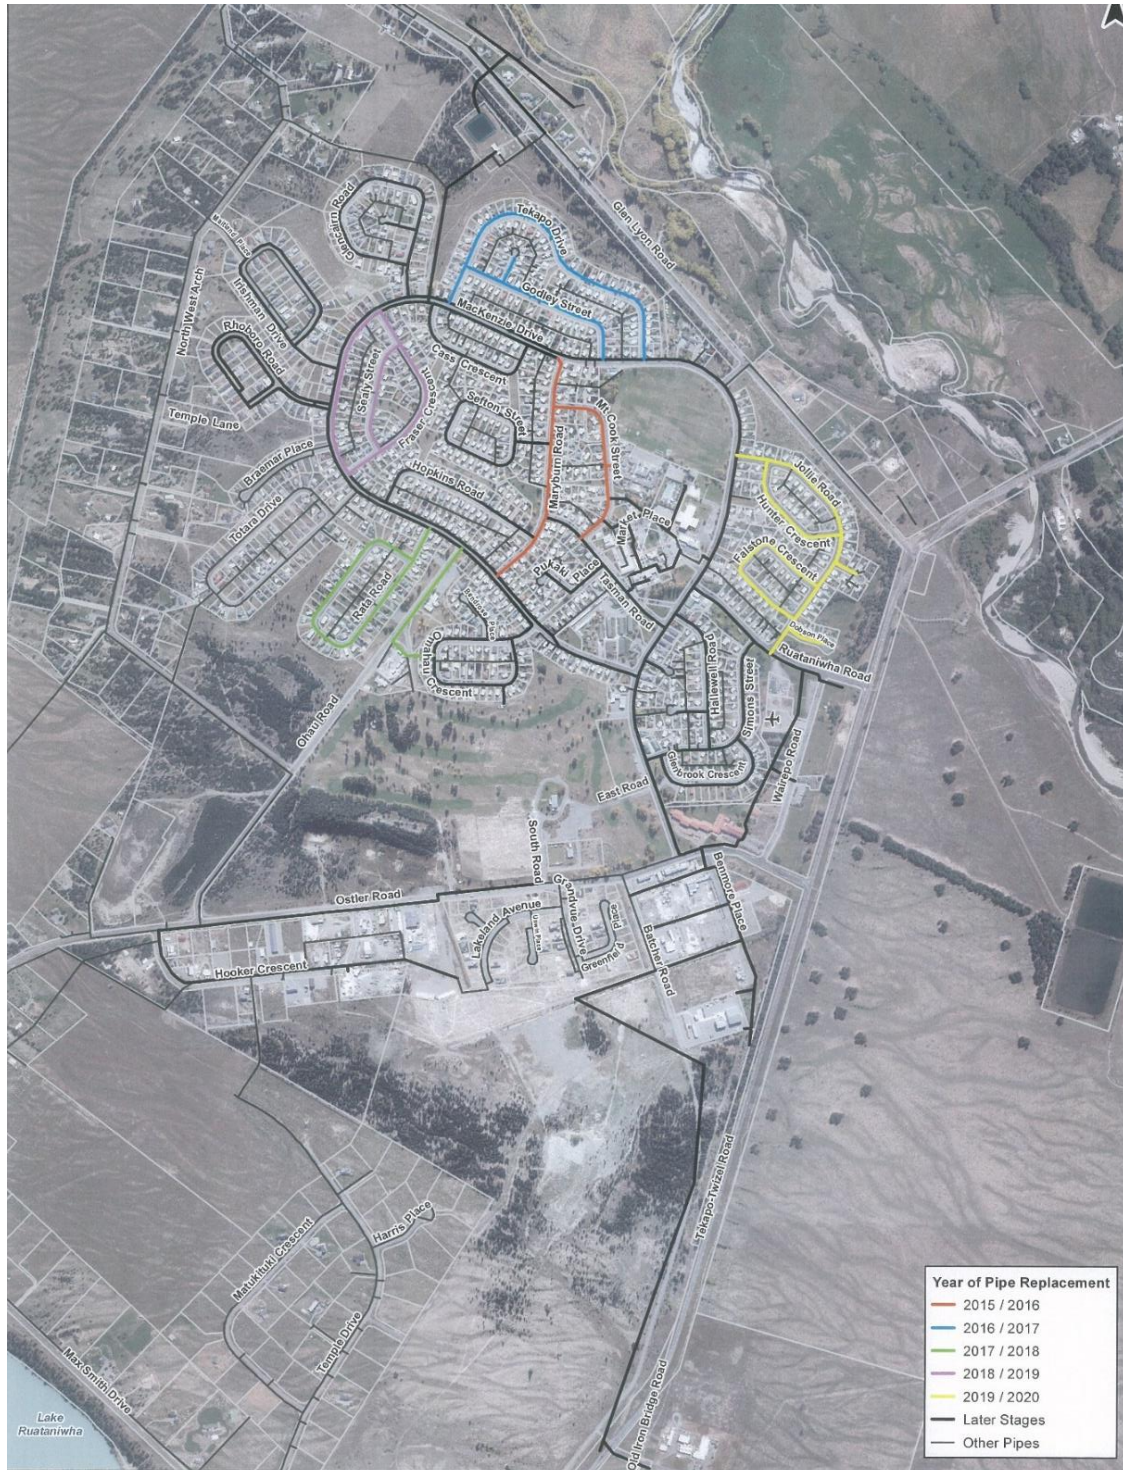 Glen Lyon Road
Tekapo Drive
Glencairn Road
Godley Street
North West Arch
Irishman Drive
MacKenzie Drive
Rhoboro Road
Cass Crescent
Sealy Street
Fraser Crescent
Sefton Street
Mt Cook Street
Maryburn Road
Temple Lane
Braemar Place
Hopkins Road
Jollie Road
Hunter Crescent
Totara Drive
Market Place
Falstone Crescent
Pukaki Place
Tasman Road
Rata Road
Dobson Place
Ruataniwha Road
Omahau Crescent
Hallewell Road
Simons Street
Ohau Road
Glenbrook Crescent
Wairepo Road
East Road
South Road
Ostler Road
Benmore Place
Lakeland Avenue
Grandvue Drive
Place
Greenfiel
Batcher Road
Hooker Crescent
Tekapo-Twizel Road
Harris Place
Matukituki Crescent
Temple Drive
Max Smith Drive
Old Iron Bridge Road
Lake
Ruataniwha
Year of Pipe Replacement
2015 / 2016
2016 / 2017
2017 / 2018
2018 / 2019
2019 / 2020
Later Stages
Other Pipes